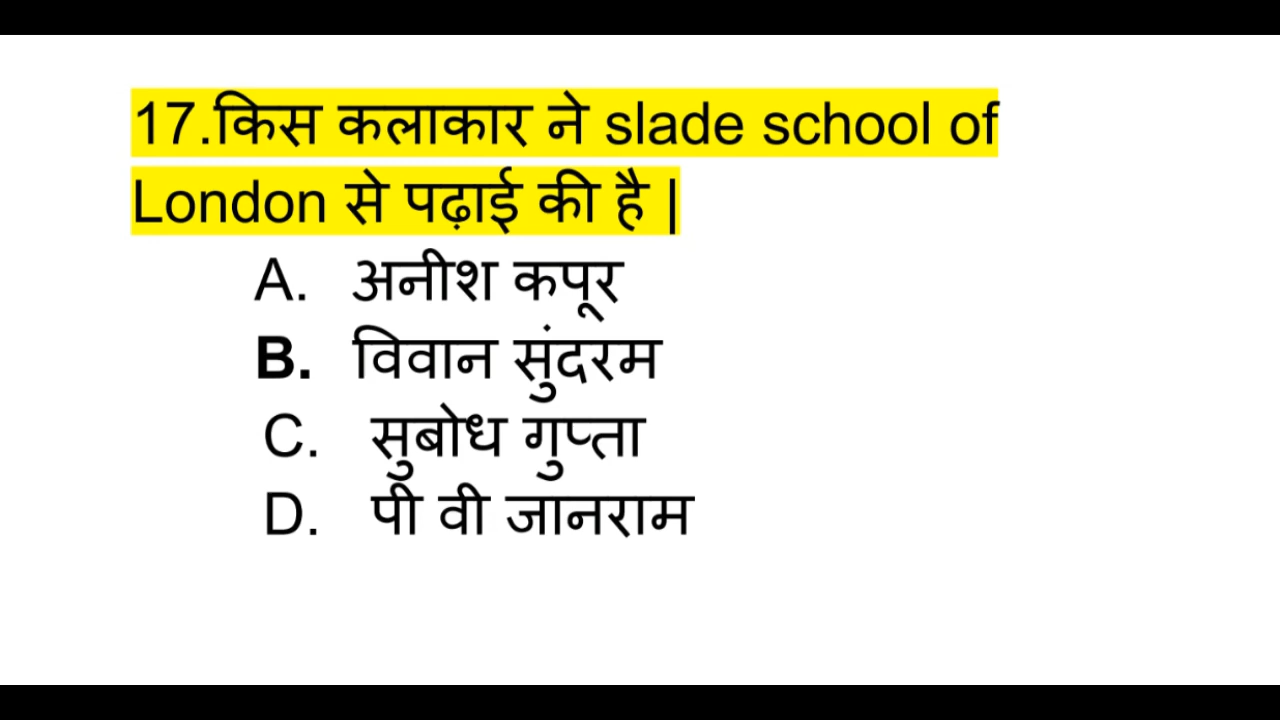 17.किस कलाकार ने slade school of
London से पढ़ाई की है |
A. अनीश कपूर
B. विवान सुंदरम
C. सुबोध गुप्ता
D. पी वी जानराम